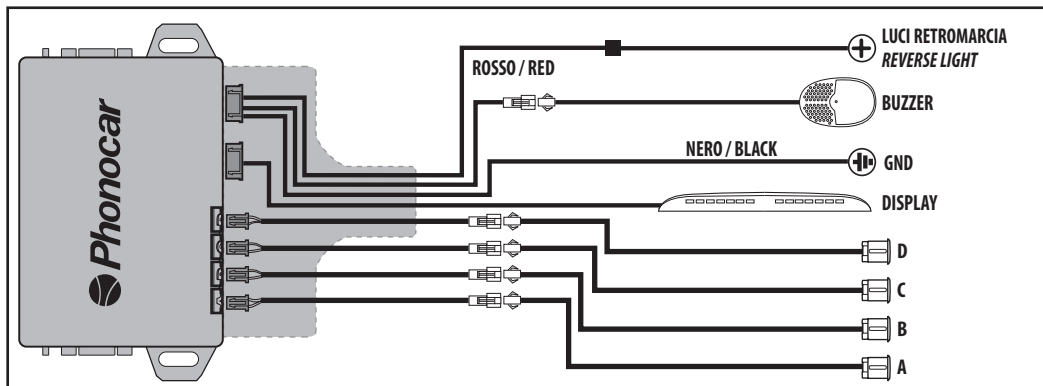 LUCI RETROMARCIA
REVERSE LIGHT
ROSSO / RED
BUZZER
NERO / BLACK
GND
DISPLAY
Phonocar
D
C
B
A